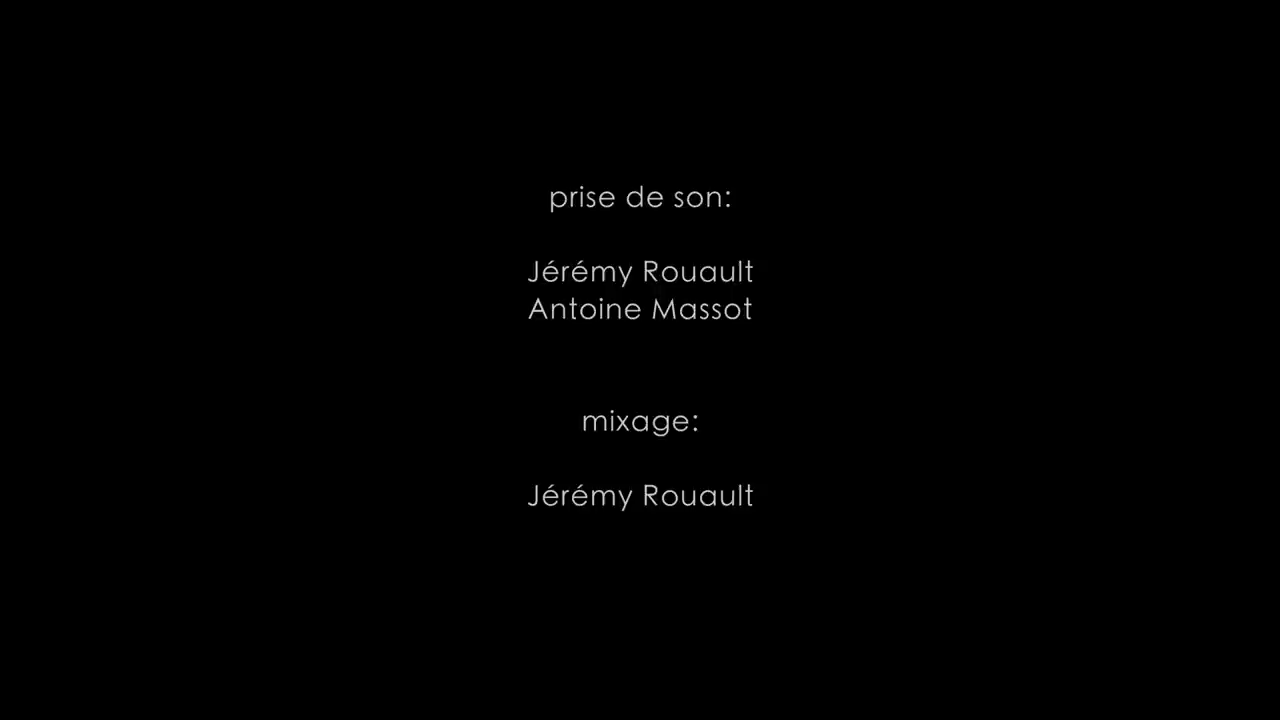 prise de son:
Jérémy Rouault
Antoine Massot
mixage:
Jérémy Rouault